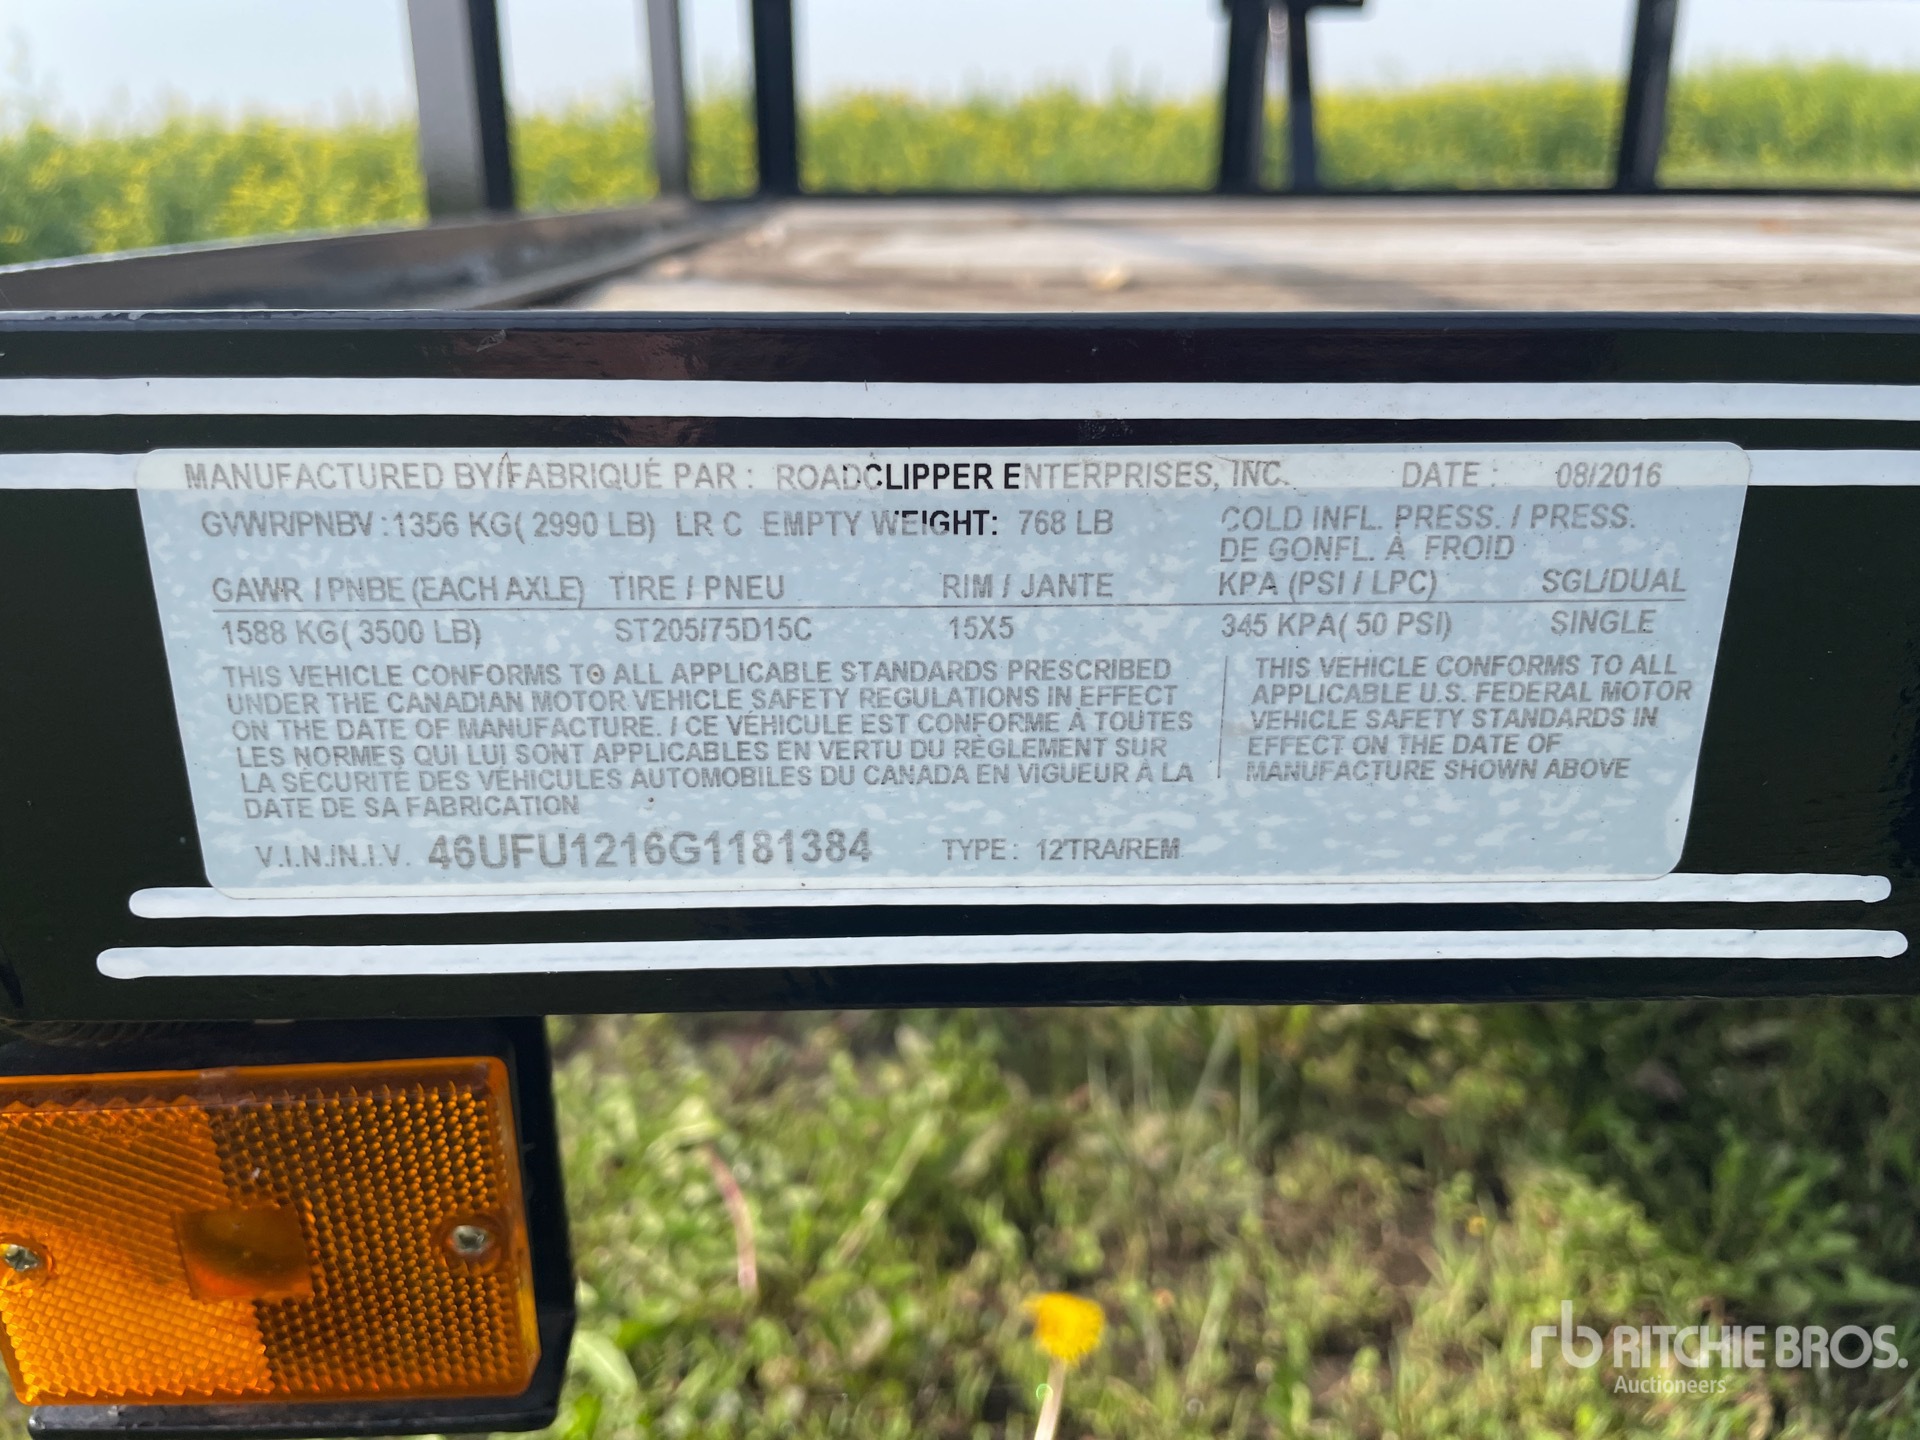 MANUFACTURED BY/FABRIQUÉ PAR : ROADCLIPPER ENTERPRISES, INC. DATE : 08/2016
GVWR/PNBV : 1356 KG( 2990 LB) LR C EMPTY WEIGHT: 768 LB
COLD INFL. PRESS. / PRESS.
DE GONFL. À FROID
GAWR / PNBE (EACH AXLE) TIRE / PNEU RIM / JANTE KPA (PSI / LPC) SGL/DUAL
1588 KG( 3500 LB) ST205/75D15C 15X5 345 KPA( 50 PSI) SINGLE
THIS VEHICLE CONFORMS TO ALL APPLICABLE STANDARDS PRESCRIBED
UNDER THE CANADIAN MOTOR VEHICLE SAFETY REGULATIONS IN EFFECT
ON THE DATE OF MANUFACTURE. / CE VÉHICULE EST CONFORME À TOUTES
LES NORMES QUI LUI SONT APPLICABLES EN VERTU DU RÈGLEMENT SUR
LA SÉCURITÉ DES VÉHICULES AUTOMOBILES DU CANADA EN VIGUEUR À LA
DATE DE SA FABRICATION
THIS VEHICLE CONFORMS TO ALL
APPLICABLE U.S. FEDERAL MOTOR
VEHICLE SAFETY STANDARDS IN
EFFECT ON THE DATE OF
MANUFACTURE SHOWN ABOVE
V.I.N./N.I.V. 46UFU1216G1181384 TYPE : 12TRA/REM
rb RITCHIE BROS.
Auctioneers